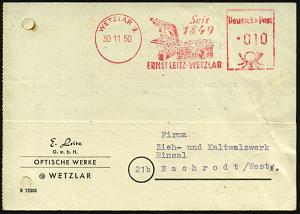 WETZLAR 1
30 11 50
Seit
1849
ERNST LEITZ-WETZLAR
Deutsche Post
010
E. Leitz
G. m. b. H.
OPTISCHE WERKE
WETZLAR
Firma
Zieh- und Kaltwalzwerk
Einsal
21b
Nachrodt/Westf.